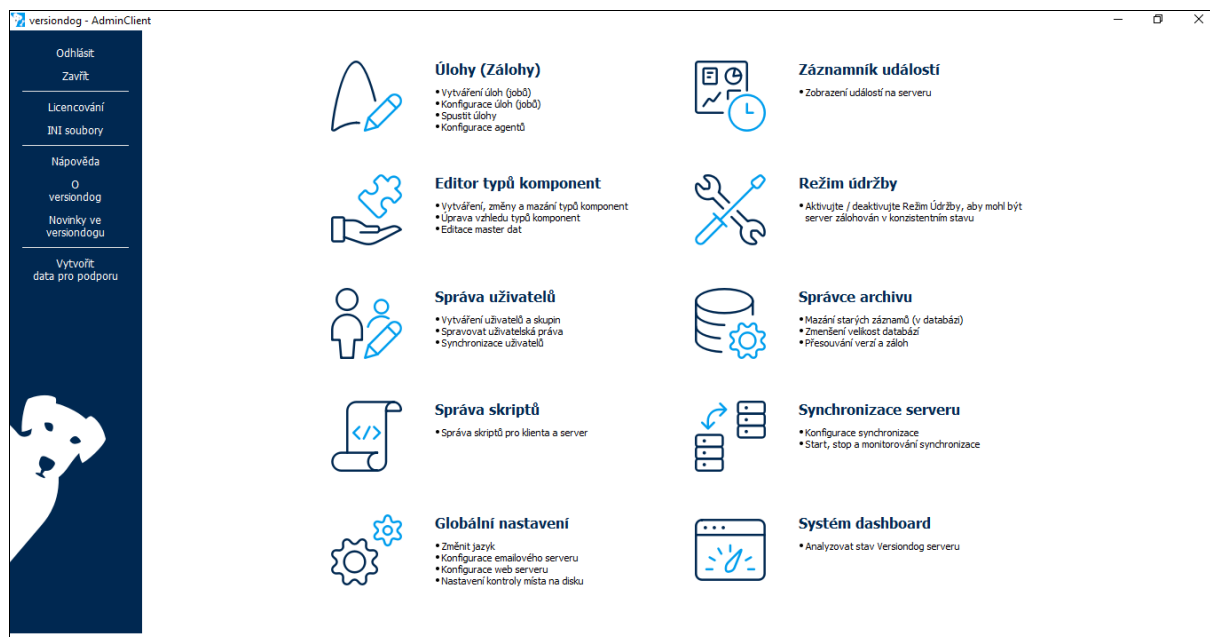 versiondog - AdminClient
Odhlásit
Zavřít
Licencování
INI soubory
Nápověda
O
versiondog
Novinky ve
versiondogu
Vytvořit
data pro podporu
Úlohy (Zálohy)
• Vytváření úloh (jobů)
• Konfigurace úloh (jobů)
• Spustit úlohy
• Konfigurace agentů
Záznamník událostí
• Zobrazení událostí na serveru
Editor typů komponent
• Vytváření, změny a mazání typů komponent
• Úprava vzhledu typů komponent
• Editace master dat
Režim údržby
• Aktivujte / deaktivujte Režim Údržby, aby mohl být
server zálohován v konzistentním stavu
Správa uživatelů
• Vytváření uživatelů a skupin
• Spravovat uživatelská práva
• Synchronizace uživatelů
Správce archivu
• Mazání starých záznamů (v databázi)
• Zmenšení velikost databází
• Přesouvání verzí a záloh
Správa skriptů
• Správa skriptů pro klienta a server
Synchronizace serveru
• Konfigurace synchronizace
• Start, stop a monitorování synchronizace
Globální nastavení
• Změnit jazyk
• Konfigurace emailového serveru
• Konfigurace web serveru
• Nastavení kontroly místa na disku
Systém dashboard
• Analyzovat stav Versiondog serveru